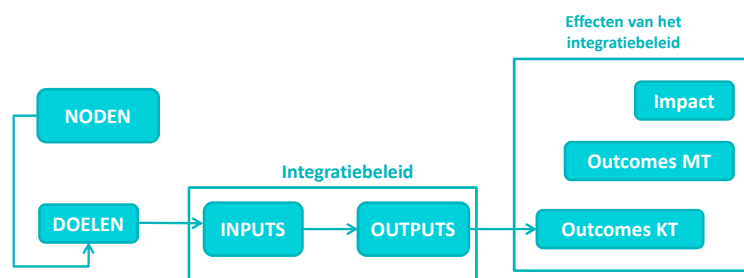 Effecten van het
integratiebeleid
NODEN
Impact
Outcomes MT
Integratiebeleid
DOELEN
INPUTS
OUTPUTS
Outcomes KT